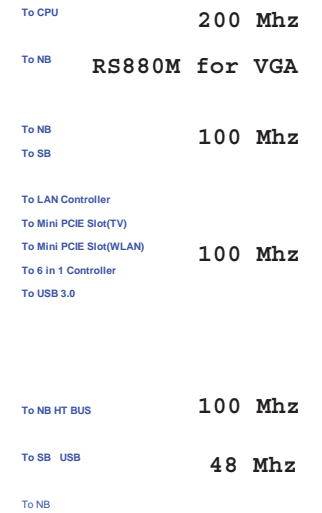 To CPU 200 Mhz
To NB RS880M for VGA
To NB
100 Mhz
To SB
To LAN Controller
To Mini PCIE Slot(TV)
To Mini PCIE Slot(WLAN)
100 Mhz
To 6 in 1 Controller
To USB 3.0
To NB HT BUS 100 Mhz
To SB USB 48 Mhz
To NB